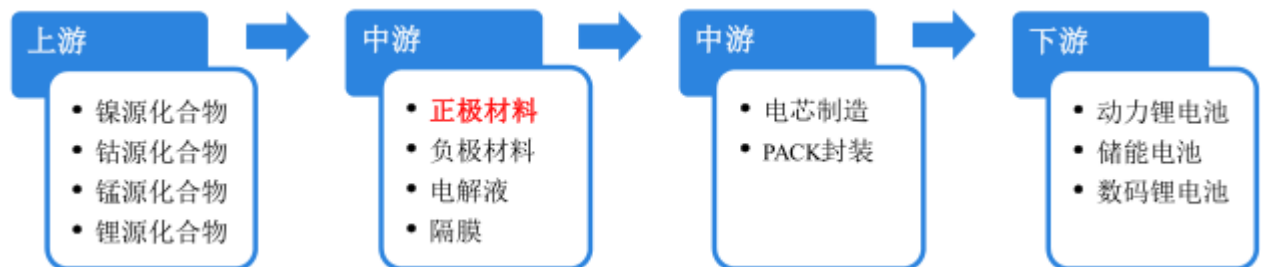 上游
镍源化合物
钴源化合物
锰源化合物
锂源化合物
中游
正极材料
负极材料
电解液
隔膜
中游
电芯制造
PACK封装
下游
动力锂电池
储能电池
数码锂电池